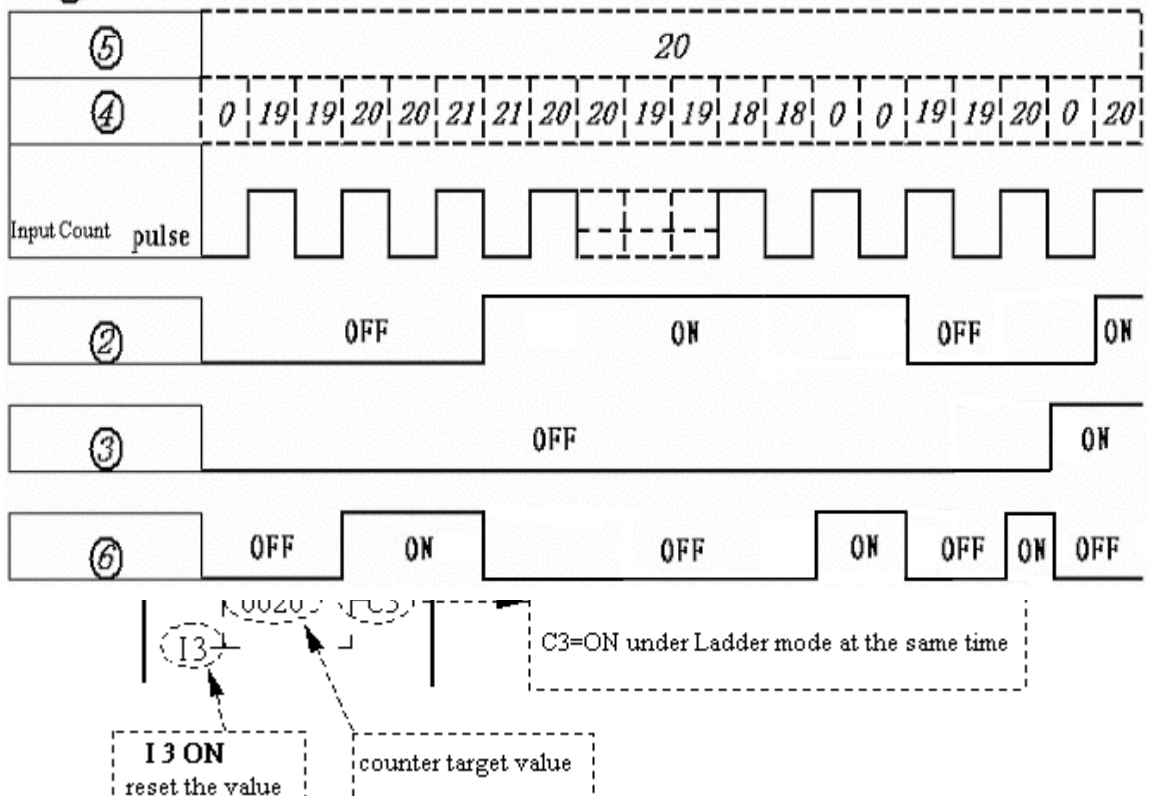 ⑤ 20
④ 0 19 19 20 20 21 21 20 20 19 19 18 18 0 0 19 19 20 0 20
Input Count pulse
② OFF ON OFF ON
③ OFF ON
⑥ OFF ON OFF ON OFF ON OFF
I3
C3=ON under Ladder mode at the same time
I 3 ON
reset the value
counter target value